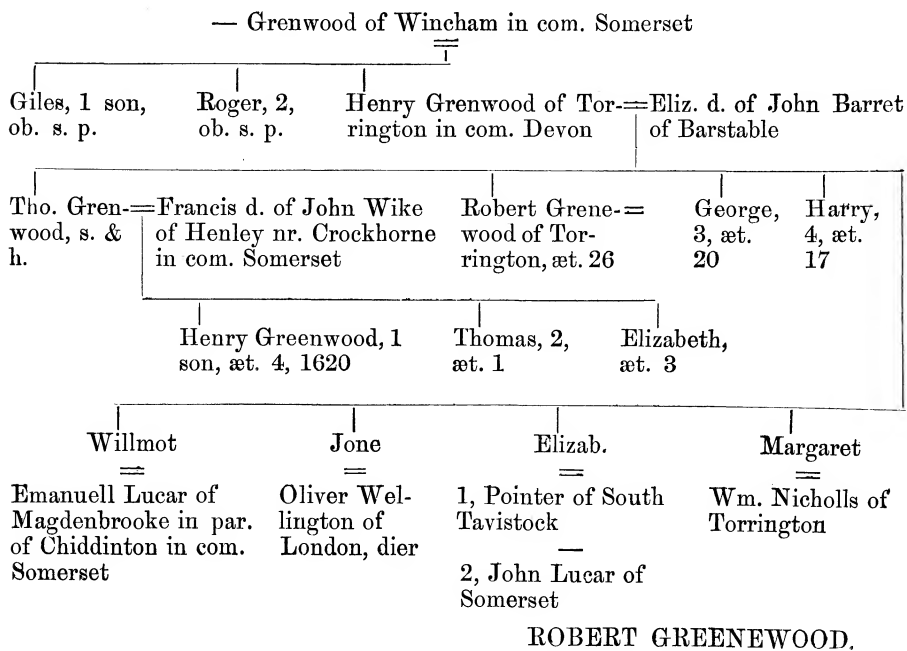 — Grenwood of Wincham in com. Somerset
Giles, 1 son,
ob. s. p.
Roger, 2,
ob. s. p.
Henry Grenwood of Tor-
rington in com. Devon
Eliz. d. of John Barret
of Barstable
Tho. Gren-
wood, s. &
h.
Francis d. of John Wike
of Henley nr. Crockhorne
in com. Somerset
Robert Grene-
wood of Tor-
rington, æt. 26
George,
3, æt.
20
Harry,
4, æt.
17
Henry Greenwood, 1
son, æt. 4, 1620
Thomas, 2,
æt. 1
Elizabeth,
æt. 3
Willmot
Emanuell Lucar of
Magdenbrooke in par.
of Chiddinton in com.
Somerset
Jone
Oliver Wel-
lington of
London, dier
Elizab.
1, Pointer of South
Tavistock
—
2, John Lucar of
Somerset
Margaret
Wm. Nicholls of
Torrington
ROBERT GREENEWOOD.